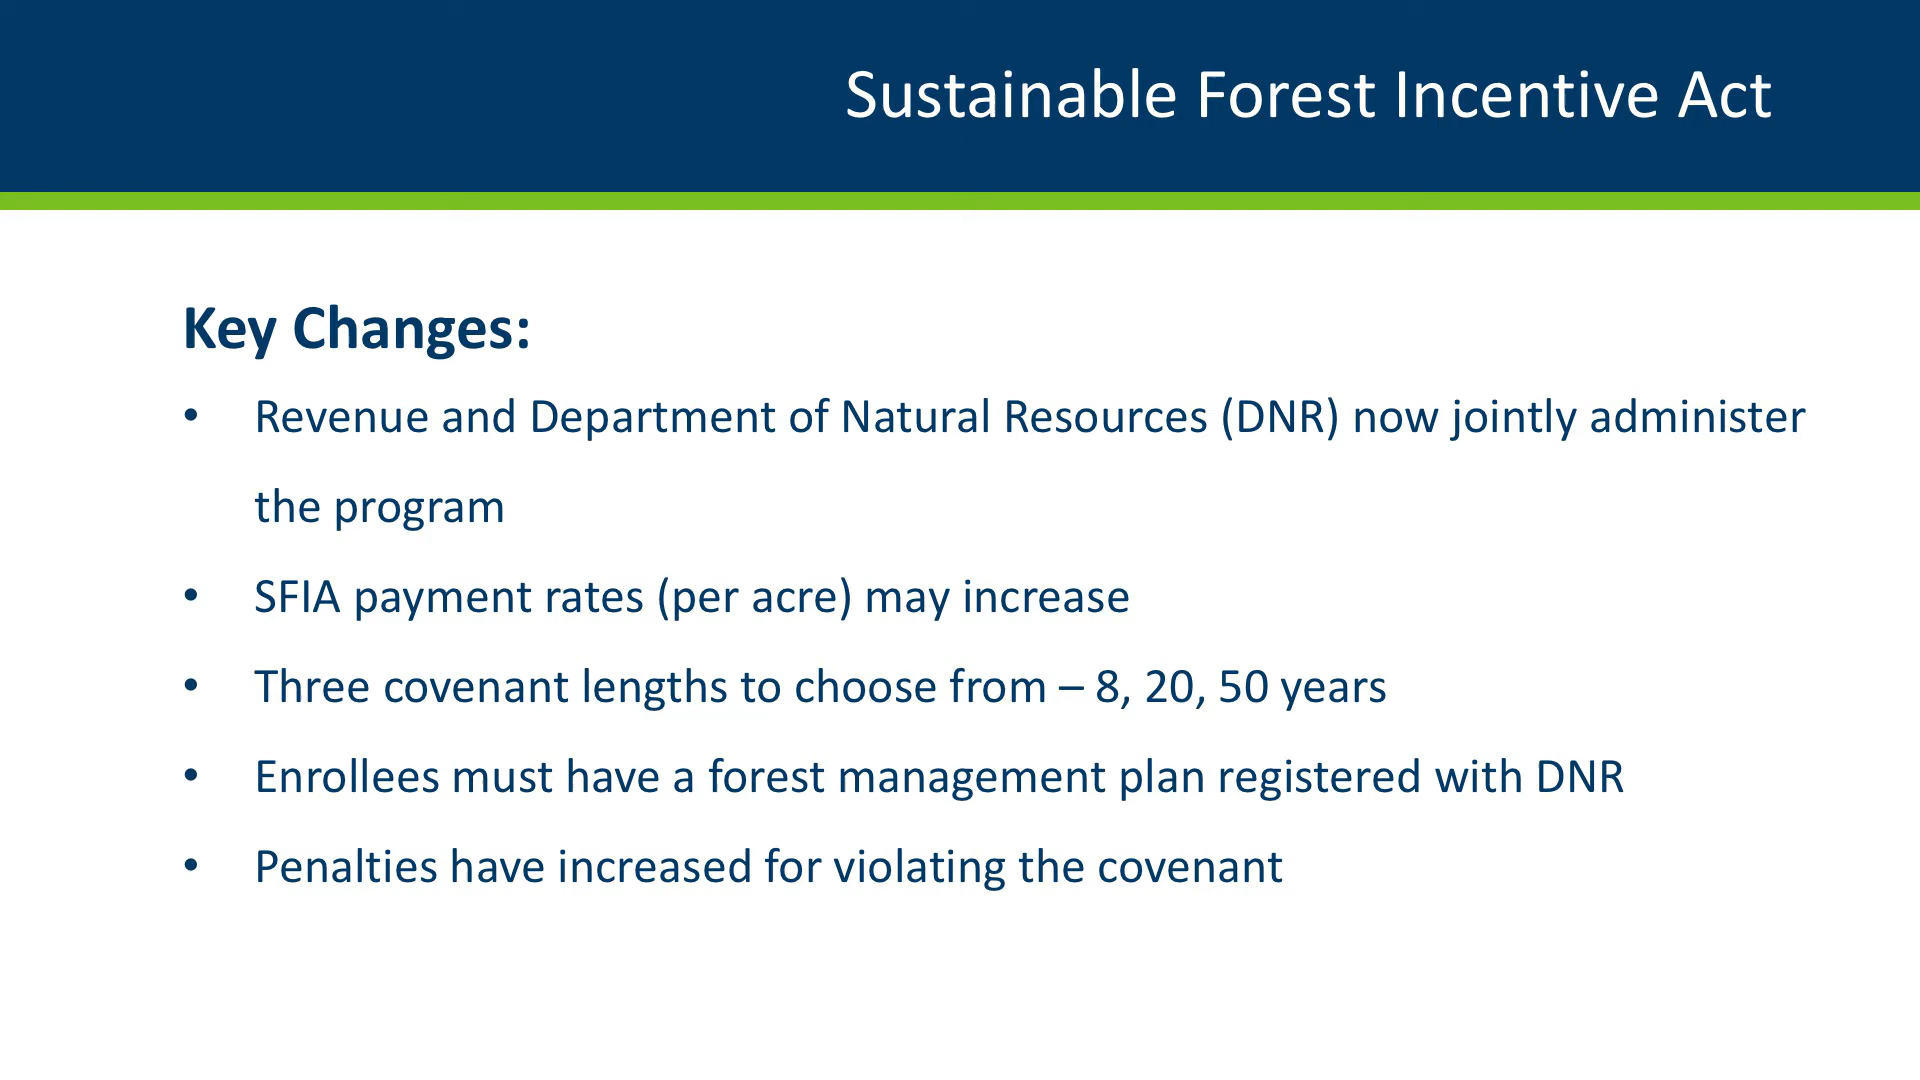 Sustainable Forest Incentive Act
Key Changes:
• Revenue and Department of Natural Resources (DNR) now jointly administer
the program
• SFIA payment rates (per acre) may increase
• Three covenant lengths to choose from – 8, 20, 50 years
• Enrollees must have a forest management plan registered with DNR
• Penalties have increased for violating the covenant